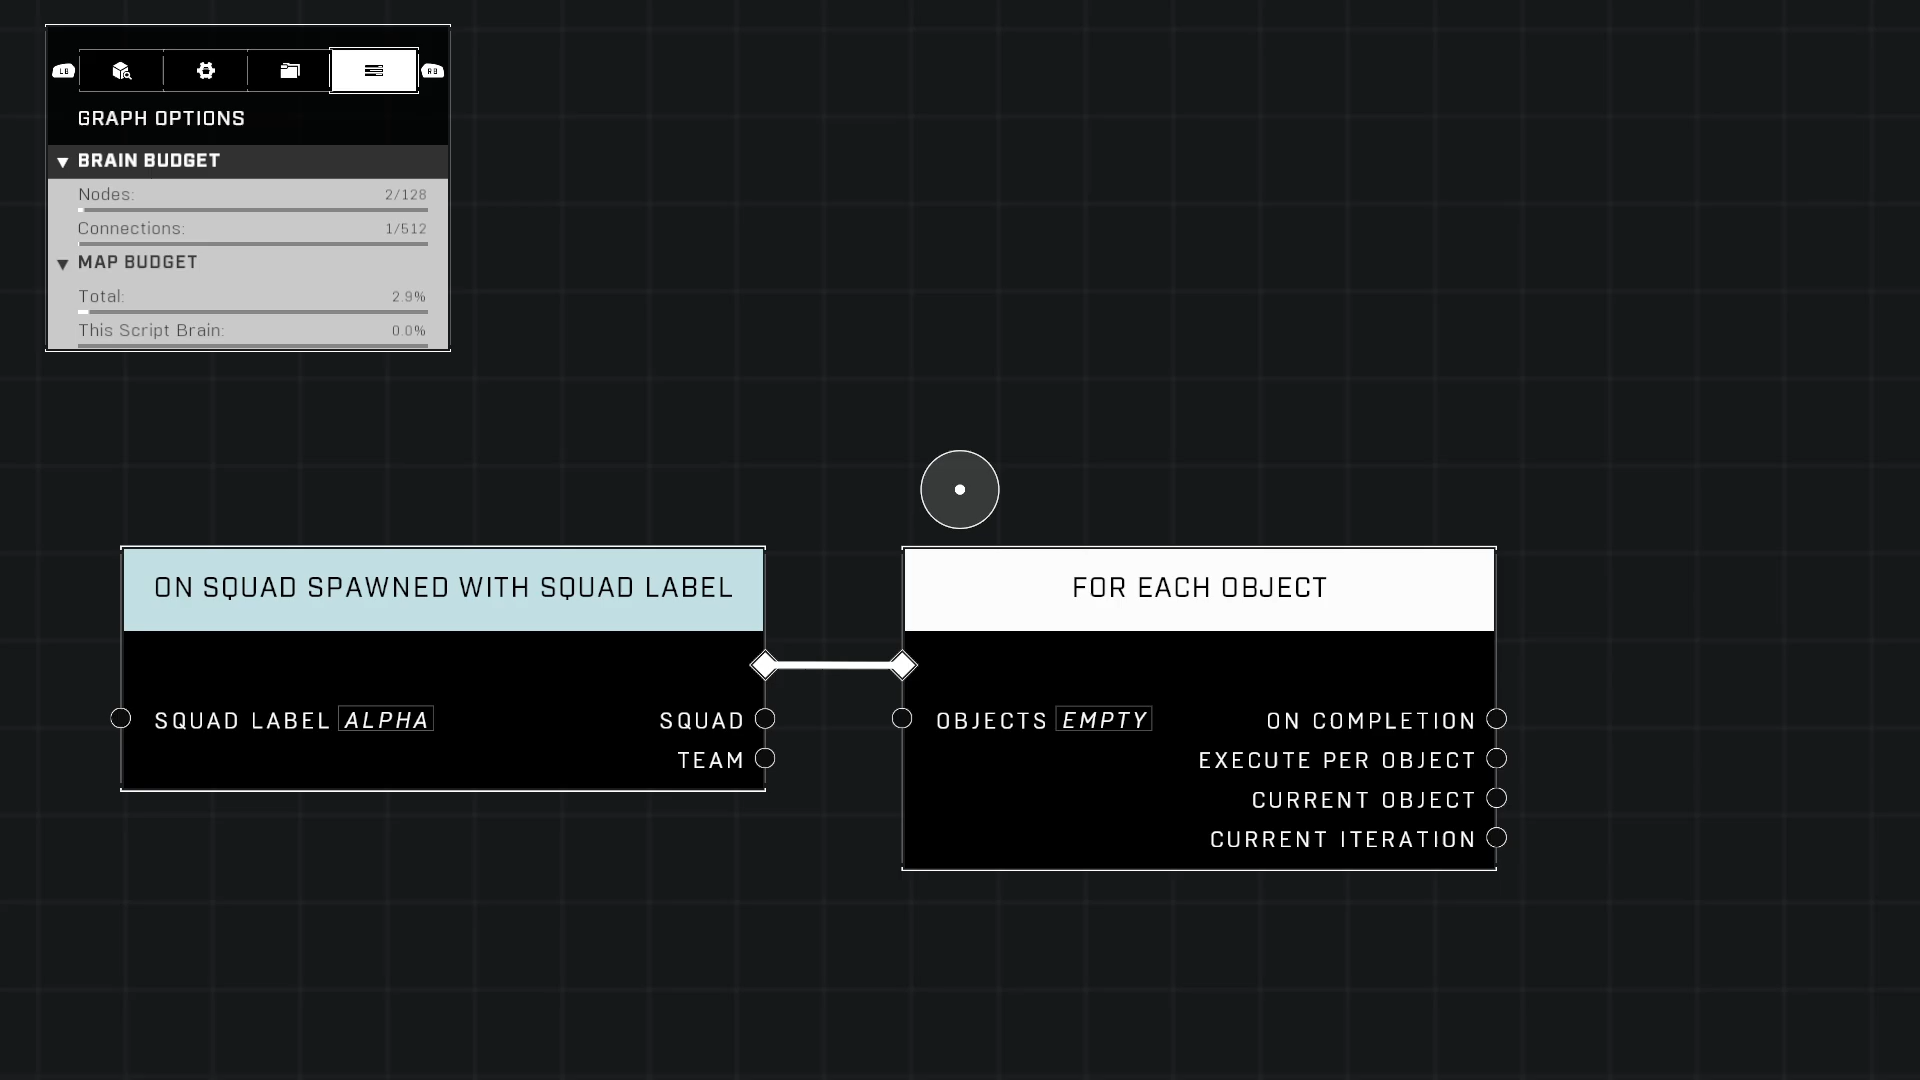 LB
RB
GRAPH OPTIONS
BRAIN BUDGET
Nodes: 2/128
Connections: 1/512
MAP BUDGET
Total: 2.9%
This Script Brain: 0.0%
ON SQUAD SPAWNED WITH SQUAD LABEL
SQUAD LABEL ALPHA
SQUAD
TEAM
FOR EACH OBJECT
OBJECTS EMPTY
ON COMPLETION
EXECUTE PER OBJECT
CURRENT OBJECT
CURRENT ITERATION